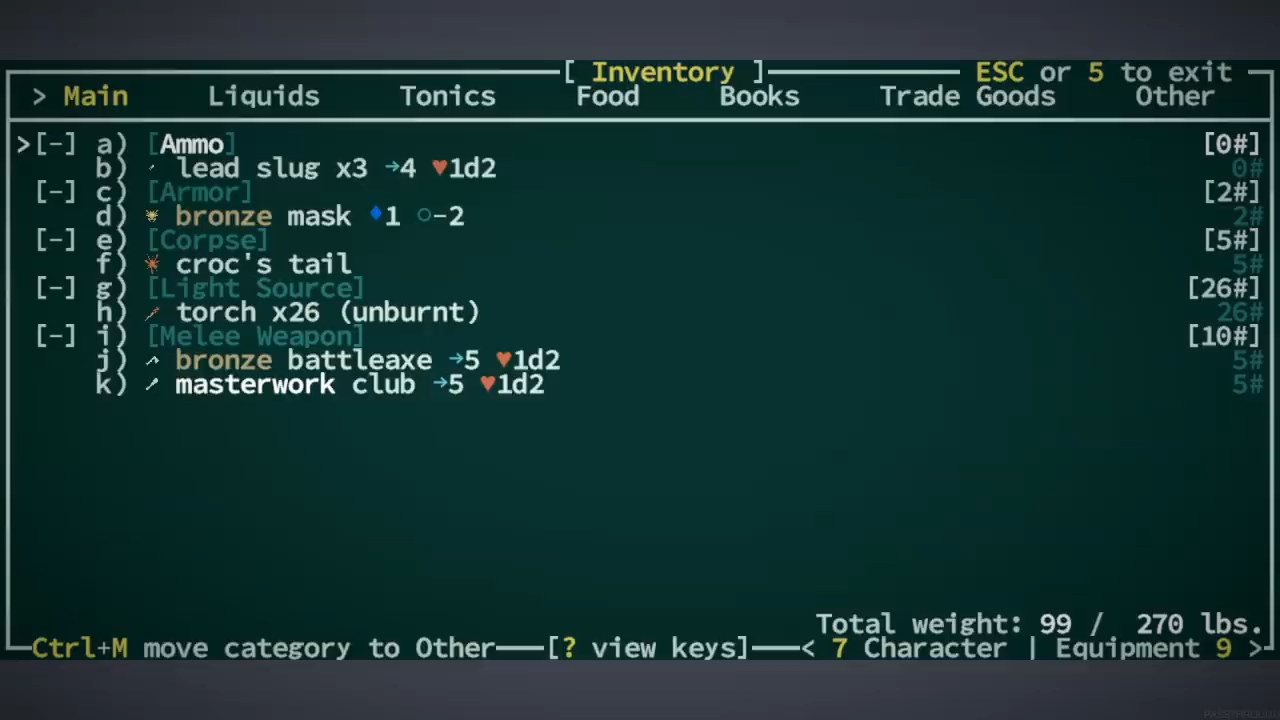 [ Inventory ] ESC or 5 to exit
> Main Liquids Tonics Food Books Trade Goods Other
>[-] a) [Ammo] [0#]
b) lead slug x3 →4 ♥1d2 0#
[-] c) [Armor] [2#]
d) bronze mask ♦1 ○-2 2#
[-] e) [Corpse] [5#]
f) croc's tail 5#
[-] g) [Light Source] [26#]
h) torch x26 (unburnt) 26#
[-] i) [Melee Weapon] [10#]
j) bronze battleaxe →5 ♥1d2 5#
k) masterwork club →5 ♥1d2 5#
Total weight: 99 / 270 lbs.
Ctrl+M move category to Other [? view keys] < 7 Character | Equipment 9 >